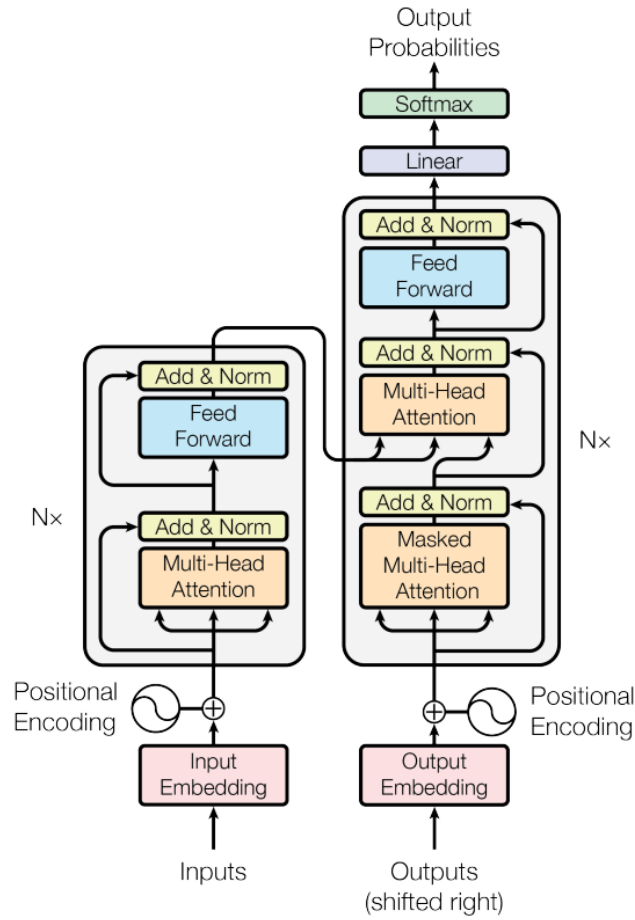 Output
Probabilities
Softmax
Linear
Add & Norm
Feed
Forward
Add & Norm
Multi-Head
Attention
Nx
Add & Norm
Masked
Multi-Head
Attention
Add & Norm
Feed
Forward
Nx
Add & Norm
Multi-Head
Attention
Positional
Encoding
Positional
Encoding
Input
Embedding
Output
Embedding
Inputs
Outputs
(shifted right)